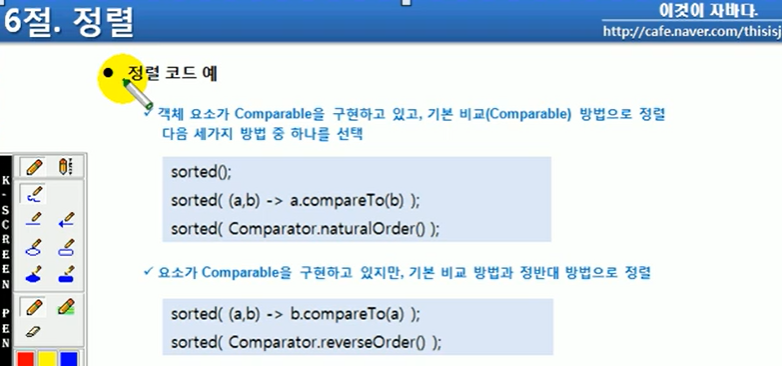 6절. 정렬
이것이 자바다.
http://cafe.naver.com/thisisj
● 정렬 코드 예
✓ 객체 요소가 Comparable을 구현하고 있고, 기본 비교(Comparable) 방법으로 정렬
다음 세가지 방법 중 하나를 선택
sorted();
sorted( (a,b) -> a.compareTo(b) );
sorted( Comparator.naturalOrder() );
✓ 요소가 Comparable을 구현하고 있지만, 기본 비교 방법과 정반대 방법으로 정렬
sorted( (a,b) -> b.compareTo(a) );
sorted( Comparator.reverseOrder() );
K-SCREEN PEN